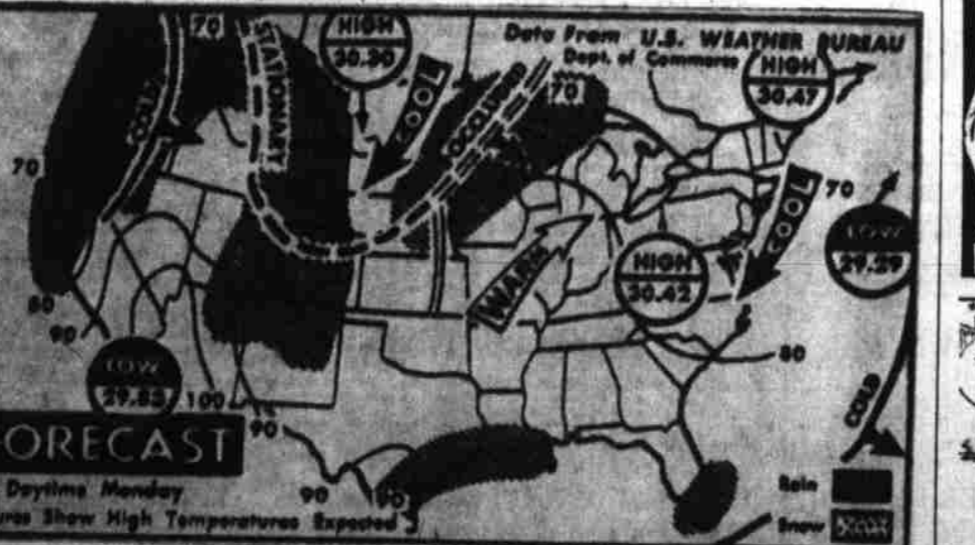 70
HIGH
30.30
Data From U.S. WEATHER BUREAU
Dept. of Commerce
HIGH
30.47
COLD
STATIONARY
COOL
OCCLUDED
70
70
COOL
70
LOW
29.29
WARM
HIGH
30.42
80
90
80
LOW
29.85
100
90
COLD
ORECAST
Daytime Monday
90
90
ures Show High Temperatures Expected
Rain
Snow